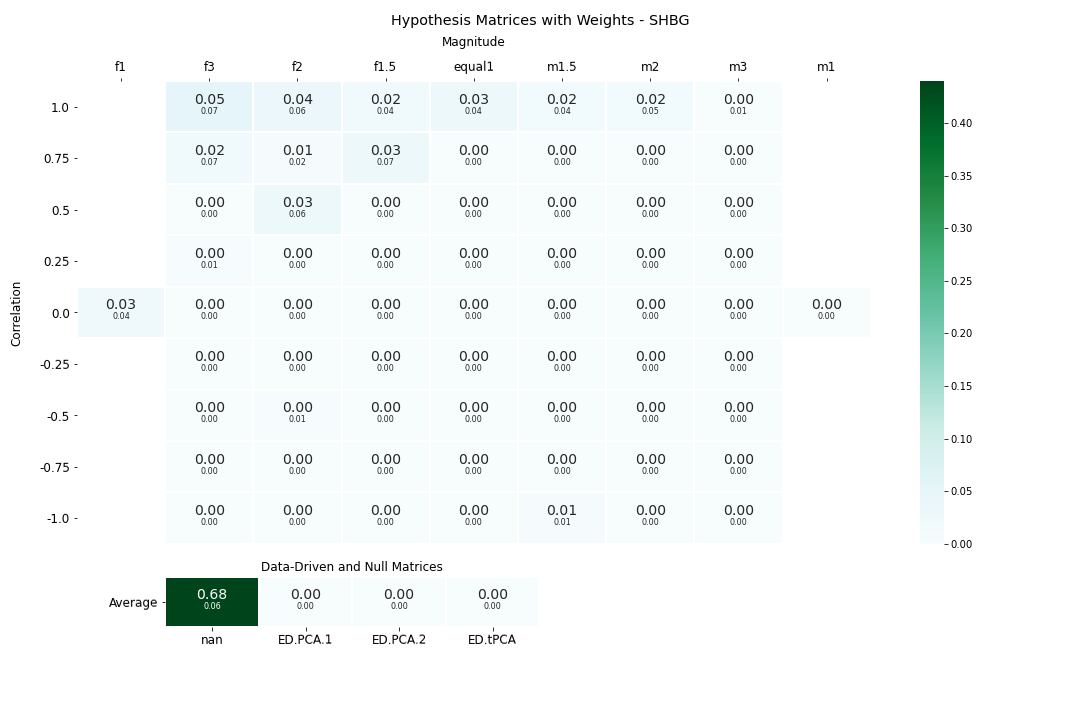 Hypothesis Matrices with Weights - SHBG
Magnitude
f1 f3 f2 f1.5 equal1 m1.5 m2 m3 m1
Correlation
1.0 0.05 0.04 0.02 0.03 0.02 0.02 0.00
0.07 0.06 0.04 0.04 0.04 0.05 0.01
0.75 0.02 0.01 0.03 0.00 0.00 0.00 0.00
0.07 0.02 0.07 0.00 0.00 0.00 0.00
0.5 0.00 0.03 0.00 0.00 0.00 0.00 0.00
0.00 0.06 0.00 0.00 0.00 0.00 0.00
0.25 0.00 0.00 0.00 0.00 0.00 0.00 0.00
0.01 0.00 0.00 0.00 0.00 0.00 0.00
0.0 0.03 0.00 0.00 0.00 0.00 0.00 0.00 0.00 0.00
0.04 0.00 0.00 0.00 0.00 0.00 0.00 0.00 0.00
-0.25 0.00 0.00 0.00 0.00 0.00 0.00 0.00
0.00 0.00 0.00 0.00 0.00 0.00 0.00
-0.5 0.00 0.00 0.00 0.00 0.00 0.00 0.00
0.00 0.01 0.00 0.00 0.00 0.00 0.00
-0.75 0.00 0.00 0.00 0.00 0.00 0.00 0.00
0.00 0.00 0.00 0.00 0.00 0.00 0.00
-1.0 0.00 0.00 0.00 0.00 0.01 0.00 0.00
0.00 0.00 0.00 0.00 0.01 0.00 0.00
0.40
0.35
0.30
0.25
0.20
0.15
0.10
0.05
0.00
Data-Driven and Null Matrices
Average 0.68 0.00 0.00 0.00
0.06 0.00 0.00 0.00
nan ED.PCA.1 ED.PCA.2 ED.tPCA